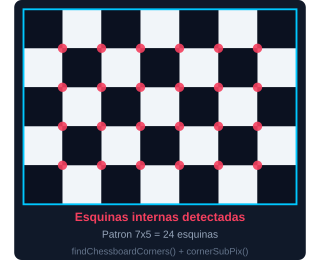 Esquinas internas detectadas
Patron 7x5 = 24 esquinas
findChessboardCorners() + cornerSubPix()